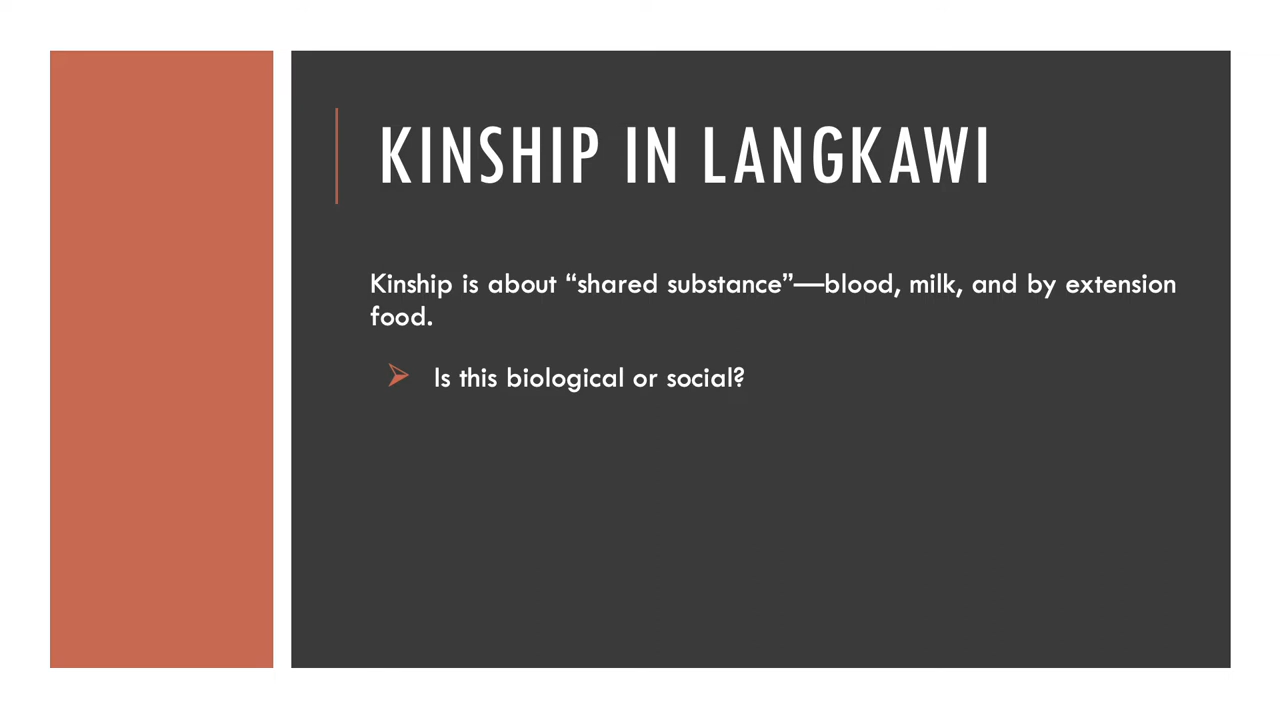 KINSHIP IN LANGKAWI
Kinship is about “shared substance”—blood, milk, and by extension
food.
Is this biological or social?